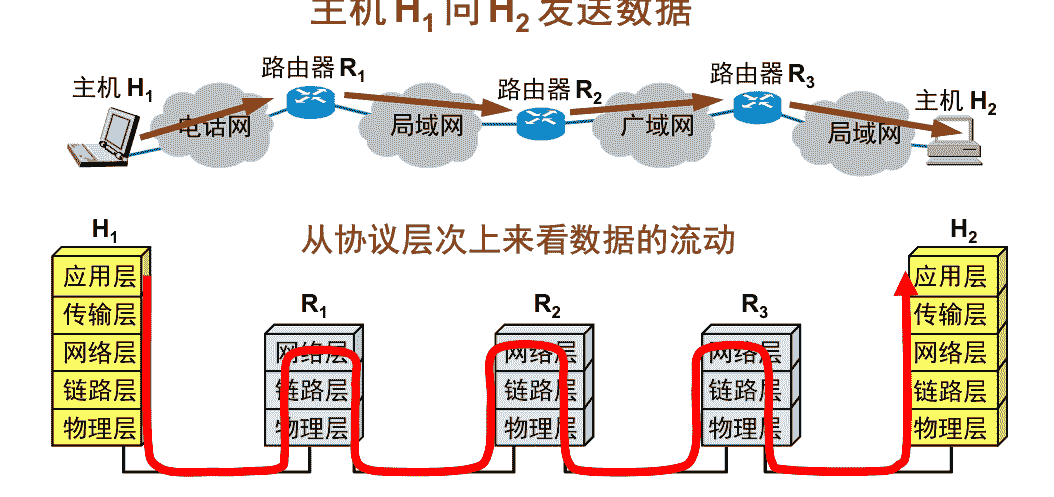 主机 H1 向 H2 发送数据
主机 H1
路由器 R1
路由器 R2
路由器 R3
主机 H2
电话网
局域网
广域网
局域网
从协议层次上来看数据的流动
H1
应用层
传输层
网络层
链路层
物理层
R1
网络层
链路层
物理层
R2
网络层
链路层
物理层
R3
网络层
链路层
物理层
H2
应用层
传输层
网络层
链路层
物理层